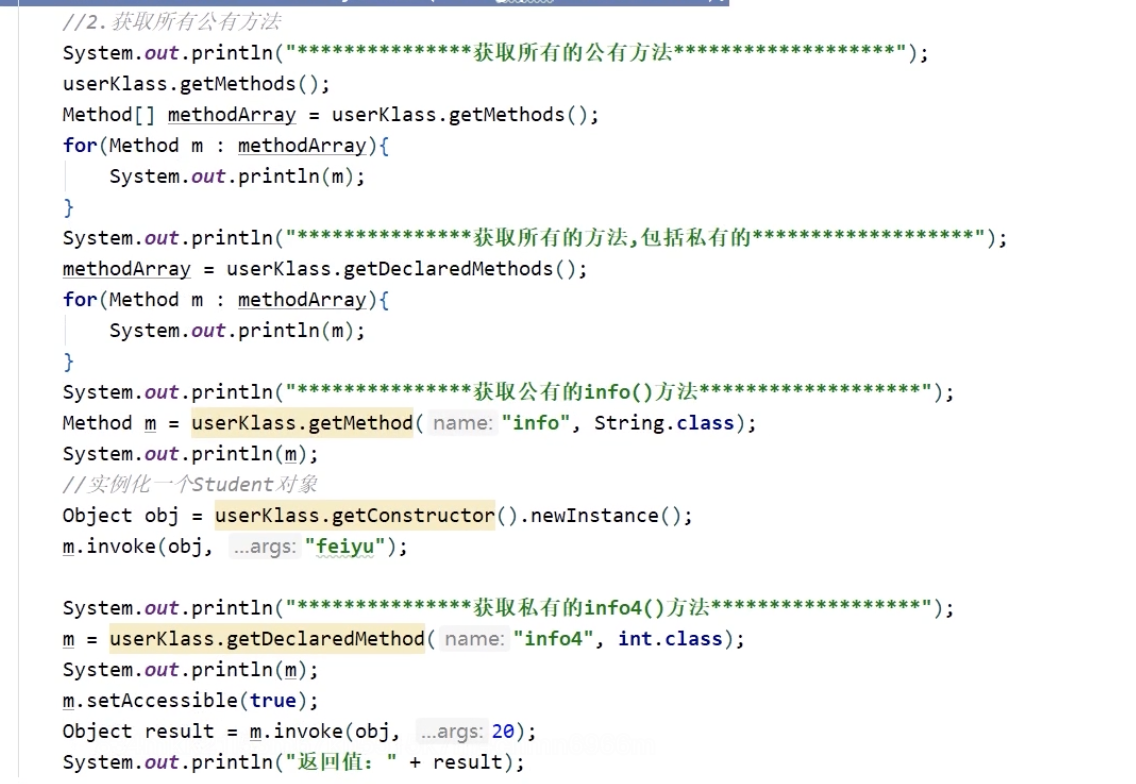 //2.获取所有公有方法
System.out.println("***************获取所有的公有方法*******************");
userKlass.getMethods();
Method[] methodArray = userKlass.getMethods();
for(Method m : methodArray){
System.out.println(m);
}
System.out.println("***************获取所有的方法,包括私有的*******************");
methodArray = userKlass.getDeclaredMethods();
for(Method m : methodArray){
System.out.println(m);
}
System.out.println("***************获取公有的info()方法*******************");
Method m = userKlass.getMethod( name: "info", String.class);
System.out.println(m);
//实例化一个Student对象
Object obj = userKlass.getConstructor().newInstance();
m.invoke(obj, ...args: "feiyu");
System.out.println("***************获取私有的info4()方法******************");
m = userKlass.getDeclaredMethod( name: "info4", int.class);
System.out.println(m);
m.setAccessible(true);
Object result = m.invoke(obj, ...args: 20);
System.out.println("返回值：" + result);